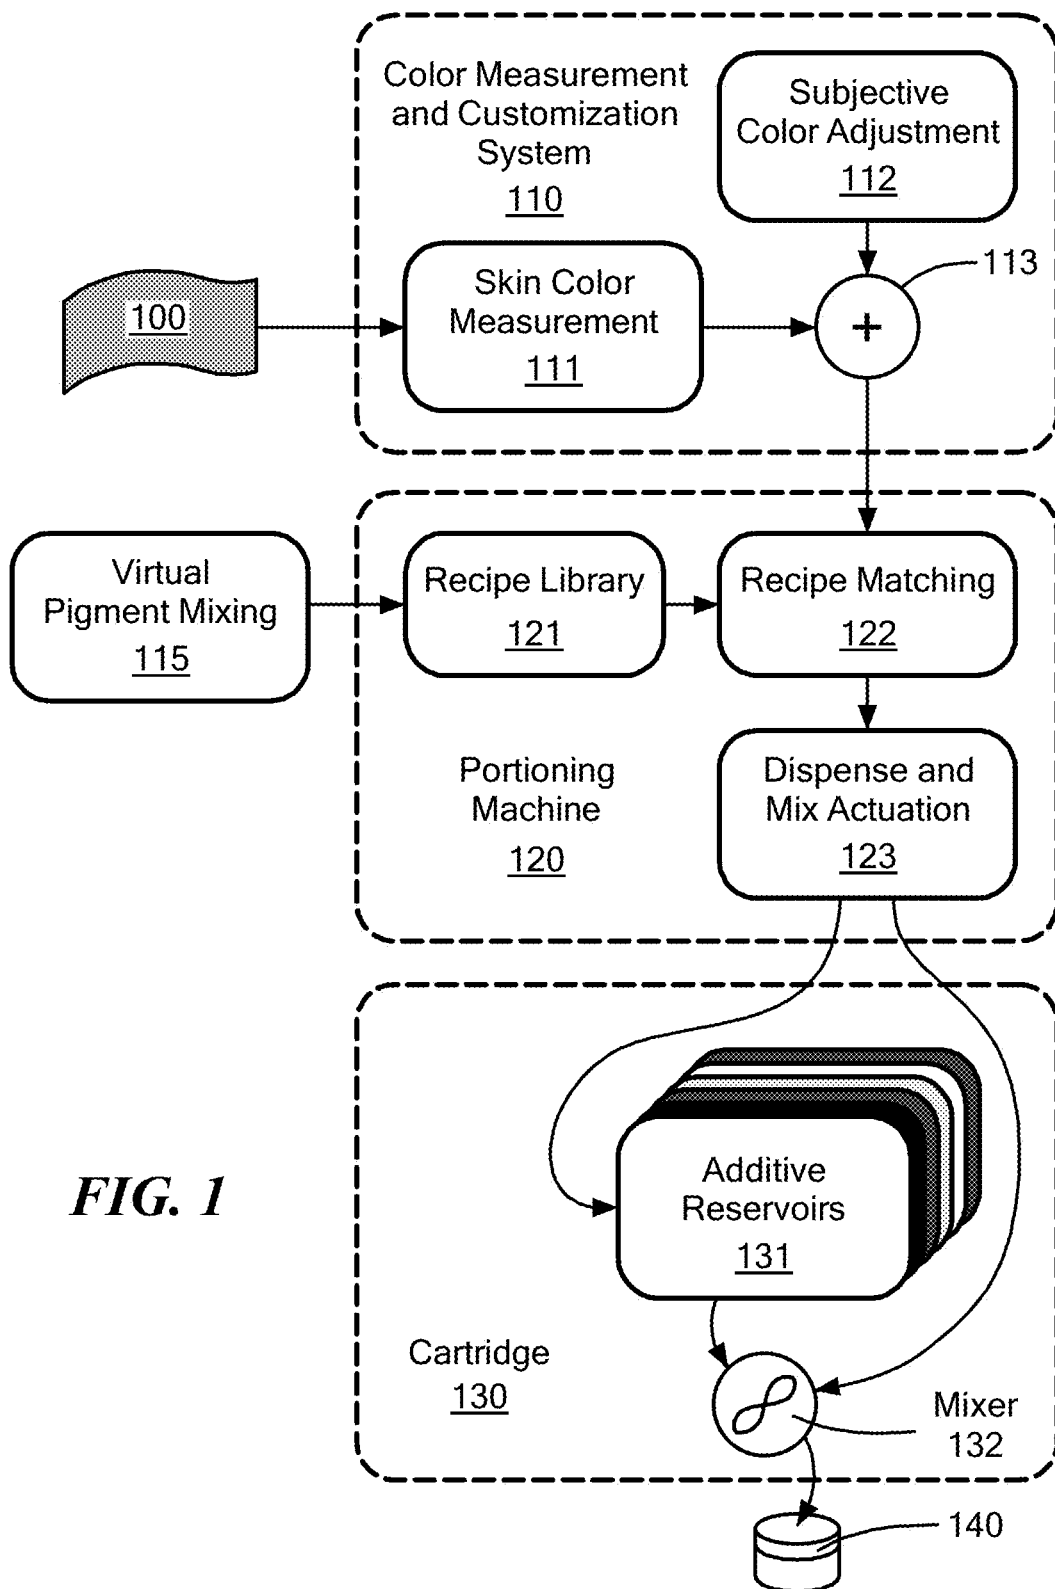 Color Measurement
and Customization
System
110
Subjective
Color Adjustment
112
113
100
Skin Color
Measurement
111
+
Virtual
Pigment Mixing
115
Recipe Library
121
Recipe Matching
122
Portioning
Machine
120
Dispense and
Mix Actuation
123
FIG. 1
Additive
Reservoirs
131
Cartridge
130
Mixer
132
140